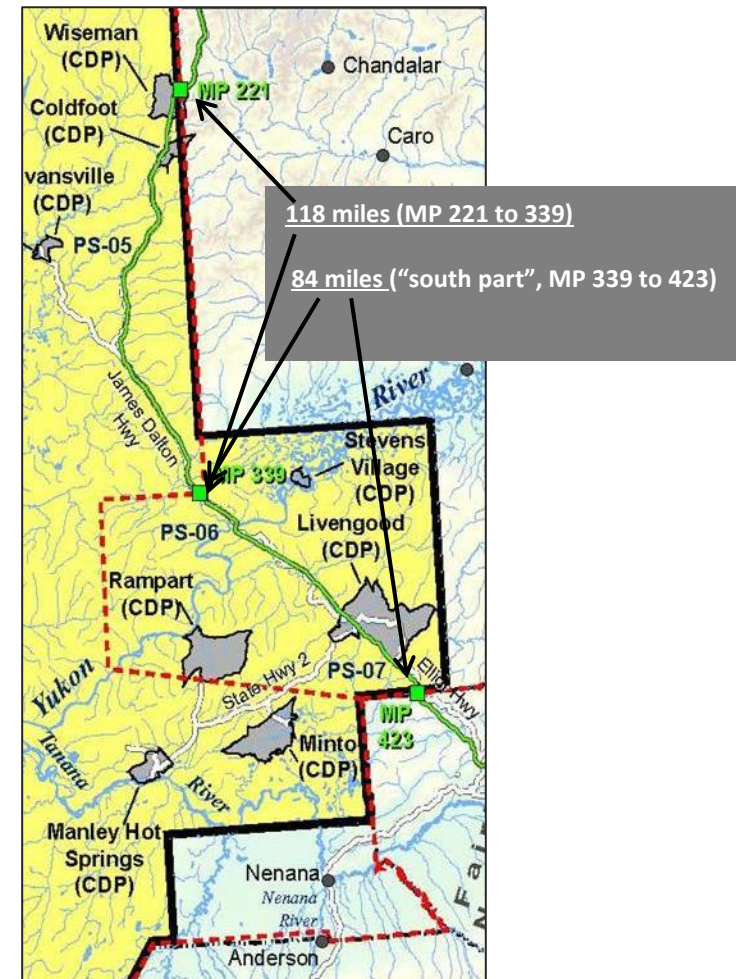 Wiseman
(CDP)
Chandalar
MP 221
Coldfoot
(CDP)
Caro
vansville
(CDP)
PS-05
118 miles (MP 221 to 339)
84 miles (“south part”, MP 339 to 423)
James Dalton
Hwy
River
Stevens
Village
(CDP)
MP 339
PS-06
Livengood
(CDP)
Rampart
(CDP)
Yukon
PS-07
Elliot Hwy
State Hwy 2
MP
423
Minto
(CDP)
Tanana
River
Manley Hot
Springs
(CDP)
Nenana
Nenana
River
Anderson
Fair
N